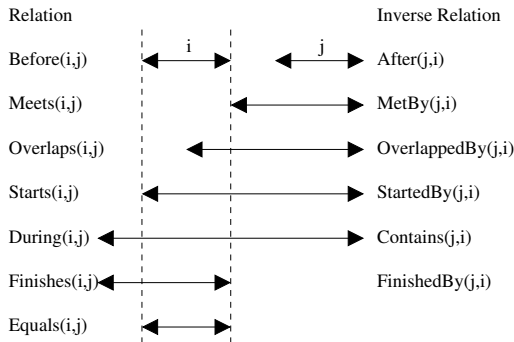 Relation Inverse Relation
i j
Before(i,j) After(j,i)
Meets(i,j) MetBy(j,i)
Overlaps(i,j) OverlappedBy(j,i)
Starts(i,j) StartedBy(j,i)
During(i,j) Contains(j,i)
Finishes(i,j) FinishedBy(j,i)
Equals(i,j)